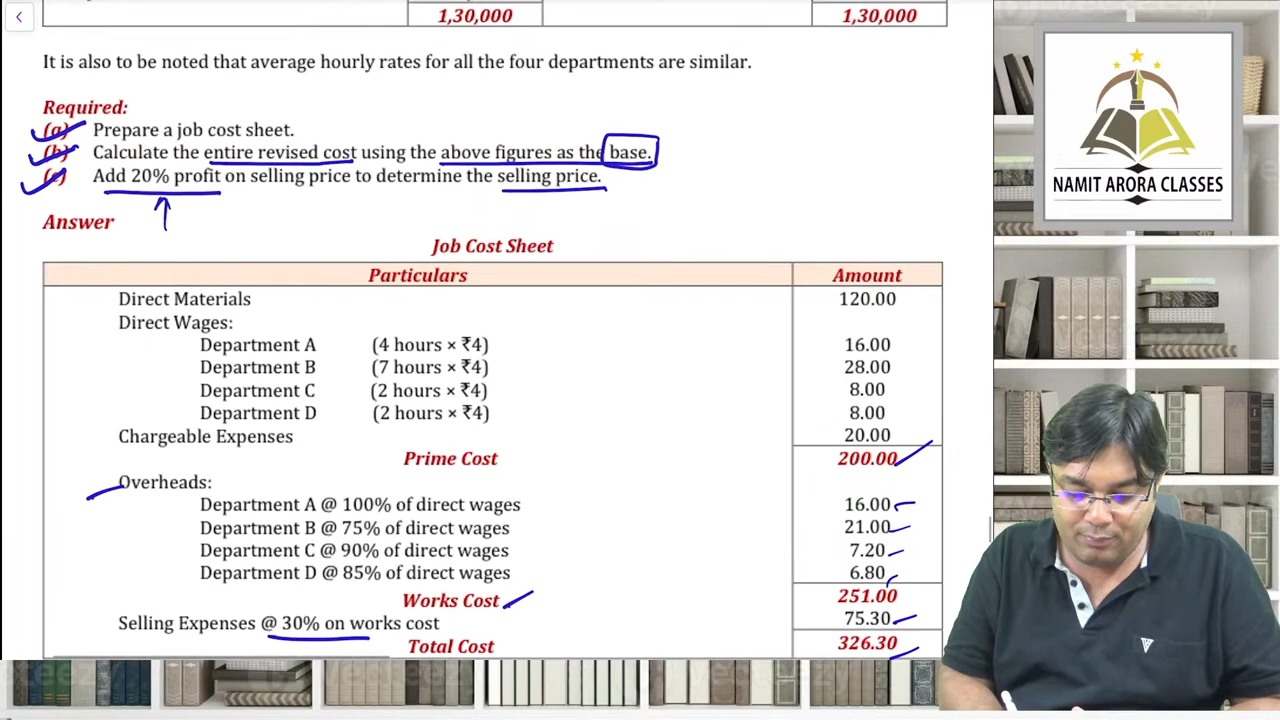 1,30,000 1,30,000
It is also to be noted that average hourly rates for all the four departments are similar.
Required:
(a) Prepare a job cost sheet.
(b) Calculate the entire revised cost using the above figures as the base.
(c) Add 20% profit on selling price to determine the selling price.
Answer
Job Cost Sheet
Particulars Amount
Direct Materials 120.00
Direct Wages:
Department A (4 hours × ₹4) 16.00
Department B (7 hours × ₹4) 28.00
Department C (2 hours × ₹4) 8.00
Department D (2 hours × ₹4) 8.00
Chargeable Expenses 20.00
Prime Cost 200.00
Overheads:
Department A @ 100% of direct wages 16.00
Department B @ 75% of direct wages 21.00
Department C @ 90% of direct wages 7.20
Department D @ 85% of direct wages 6.80
Works Cost 251.00
Selling Expenses @ 30% on works cost 75.30
Total Cost 326.30
NAMIT ARORA CLASSES